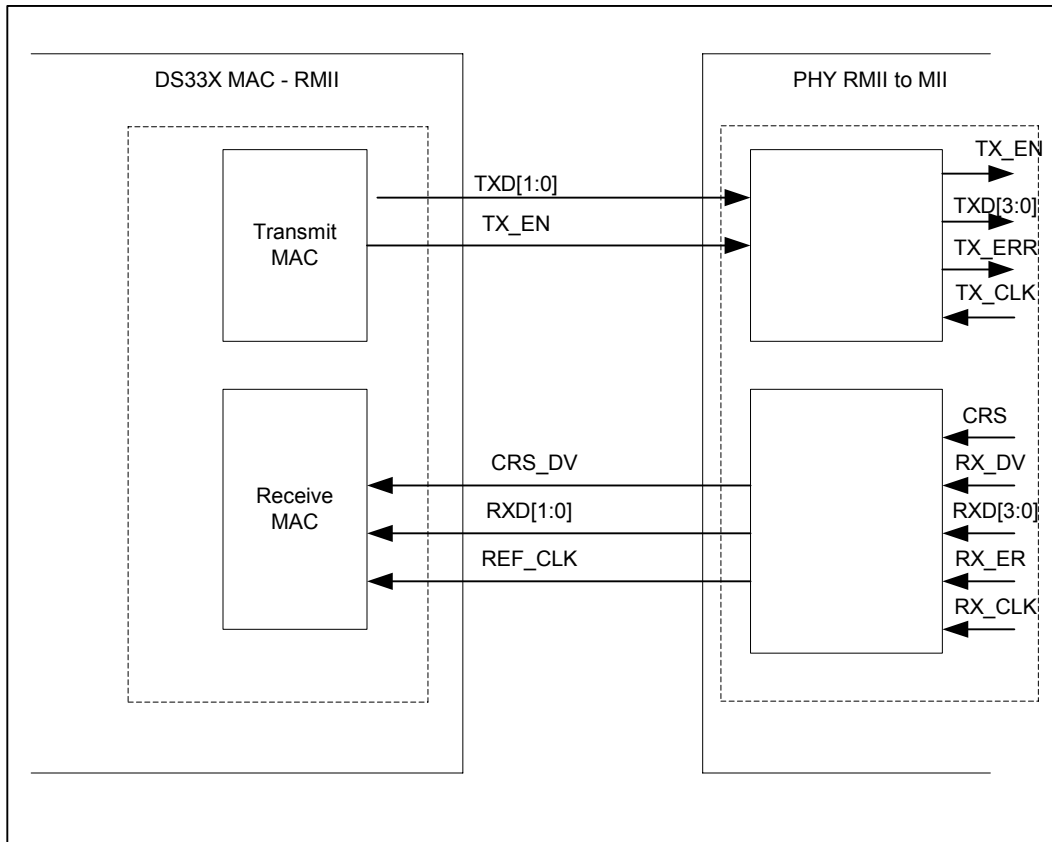 DS33X MAC - RMII
PHY RMII to MII
Transmit
MAC
TXD[1:0]
TX_EN
TX_EN
TXD[3:0]
TX_ERR
TX_CLK
Receive
MAC
CRS_DV
RXD[1:0]
REF_CLK
CRS
RX_DV
RXD[3:0]
RX_ER
RX_CLK